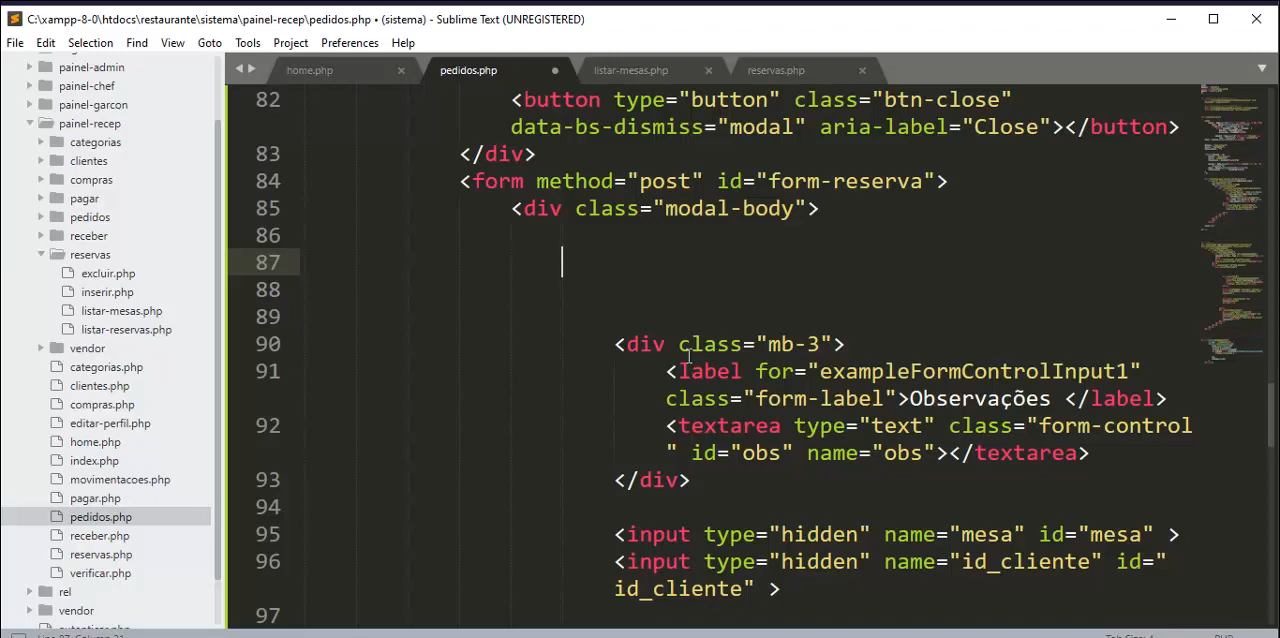 C:\xampp-8-0\htdocs\restaurante\sistema\painel-recep\pedidos.php • (sistema) - Sublime Text (UNREGISTERED)
File Edit Selection Find View Goto Tools Project Preferences Help
home.php
pedidos.php
listar-mesas.php
reservas.php
painel-admin
painel-chef
painel-garcon
painel-recep
categorias
clientes
compras
pagar
pedidos
receber
reservas
excluir.php
inserir.php
listar-mesas.php
listar-reservas.php
vendor
categorias.php
clientes.php
compras.php
editar-perfil.php
home.php
index.php
movimentacoes.php
pagar.php
pedidos.php
receber.php
reservas.php
verificar.php
rel
vendor
82 <button type="button" class="btn-close"
data-bs-dismiss="modal" aria-label="Close"></button>
83 </div>
84 <form method="post" id="form-reserva">
85 <div class="modal-body">
86
87
88
89
90 <div class="mb-3">
91 <label for="exampleFormControlInput1"
class="form-label">Observações </label>
92 <textarea type="text" class="form-control
" id="obs" name="obs"></textarea>
93 </div>
94
95 <input type="hidden" name="mesa" id="mesa" >
96 <input type="hidden" name="id_cliente" id="
id_cliente" >
97